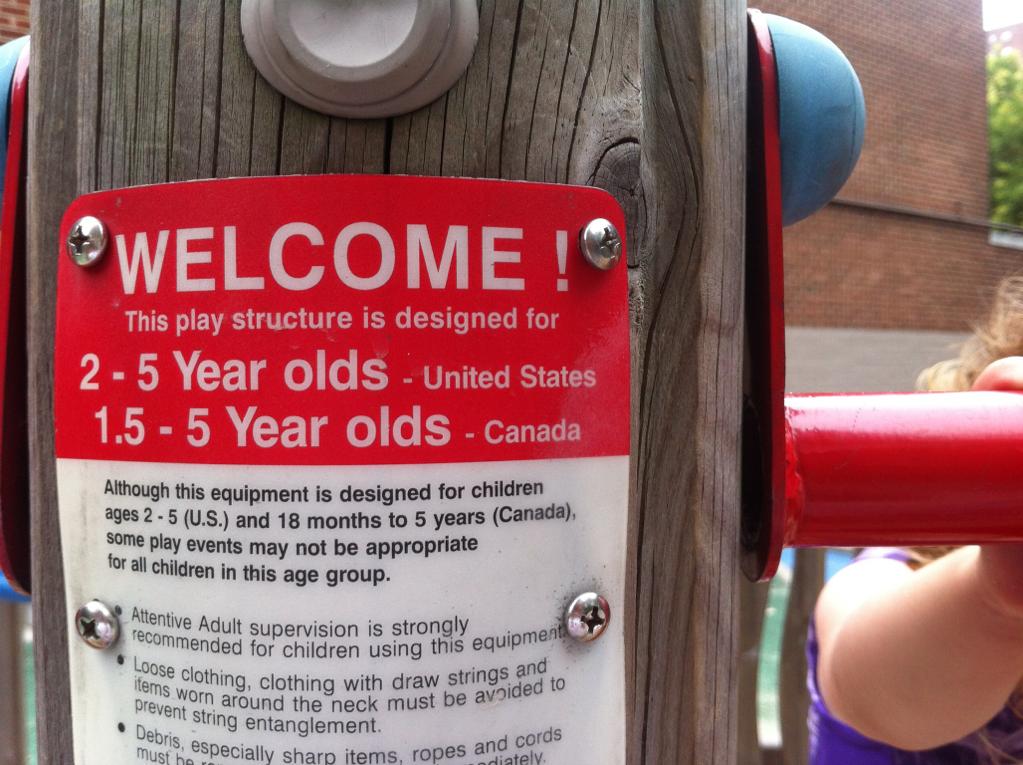 WELCOME !
This play structure is designed for
2 - 5 Year olds - United States
1.5 - 5 Year olds - Canada
Although this equipment is designed for children
ages 2 - 5 (U.S.) and 18 months to 5 years (Canada),
some play events may not be appropriate
for all children in this age group.
• Attentive Adult supervision is strongly
recommended for children using this equipment
• Loose clothing, clothing with draw strings and
items worn around the neck must be avoided to
prevent string entanglement.
• Debris, especially sharp items, ropes and cords
must be